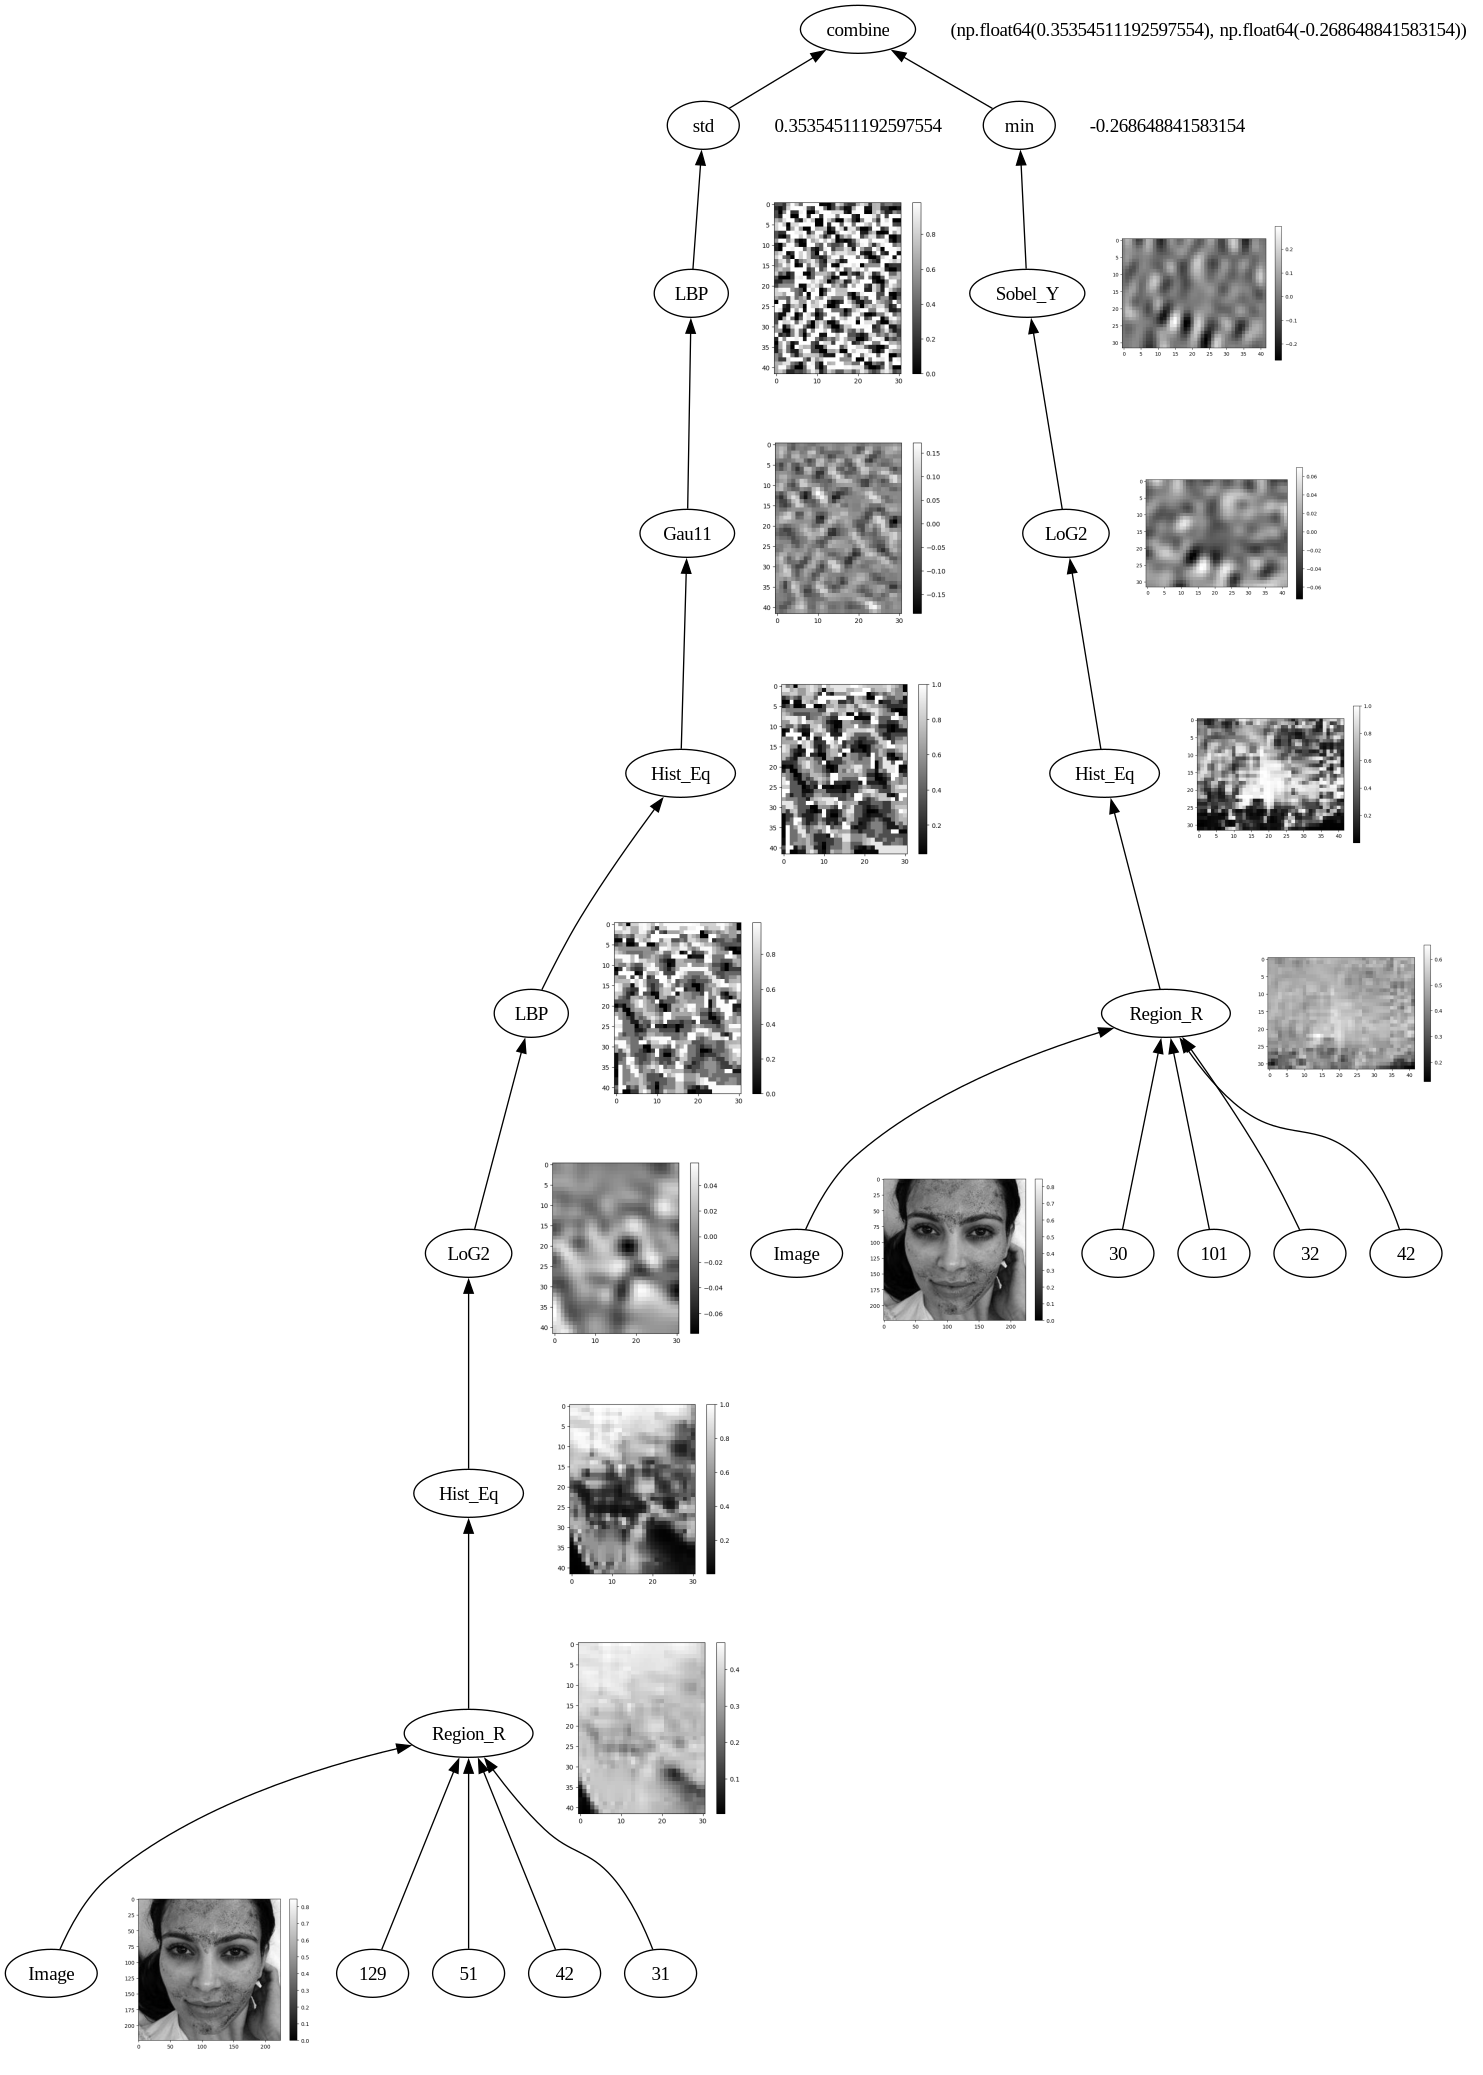 combine (np.float64(0.35354511192597554), np.float64(-0.268648841583154))
std 0.35354511192597554 min -0.268648841583154
LBP
Sobel_Y
Gau11
LoG2
Hist_Eq
Hist_Eq
LBP
Region_R
LoG2
Image 30 101 32 42
Hist_Eq
Region_R
Image 129 51 42 31